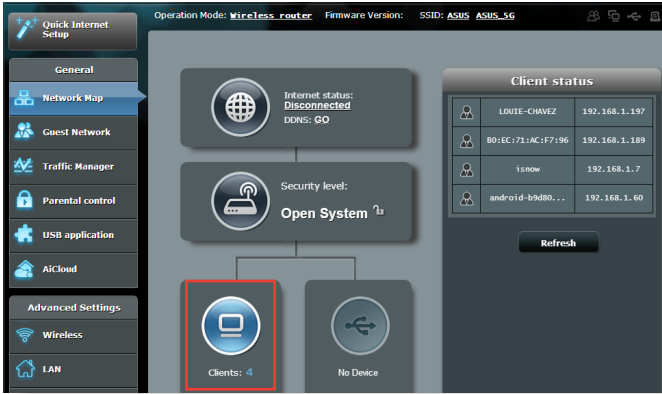 Operation Mode: Wireless router Firmware Version: SSID: ASUS ASUS_5G
Quick Internet
Setup
General
Network Map
Guest Network
Traffic Manager
Parental control
USB application
AiCloud
Advanced Settings
Wireless
LAN
Internet status:
Disconnected
DDNS: GO
Security level:
Open System
Clients: 4
No Device
Client status
LOUIE-CHAVEZ 192.168.1.197
B0:EC:71:AC:F7:96 192.168.1.189
isnow 192.168.1.7
android-b9d80... 192.168.1.60
Refresh